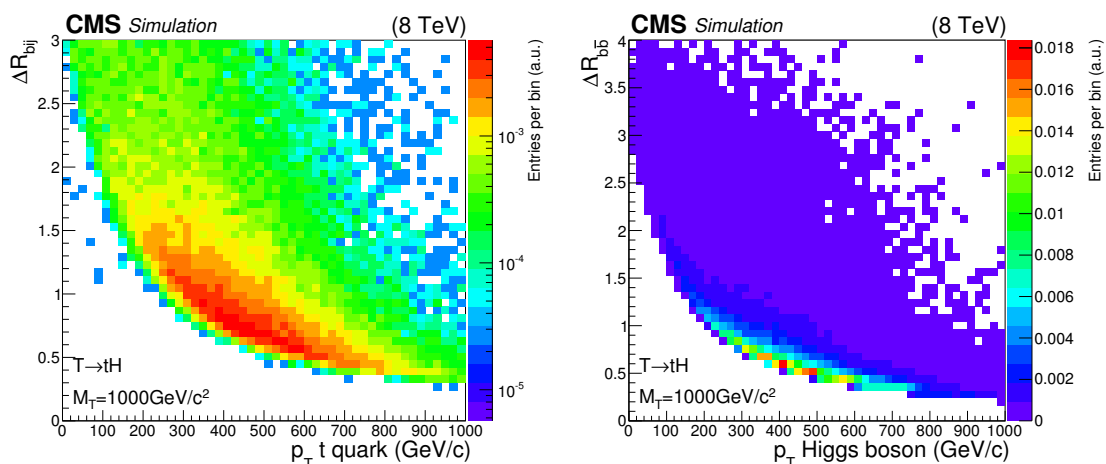 CMS Simulation (8 TeV)
ΔR_bij
3
2.5
2
1.5
1
0.5
0
T→tH
M_T=1000GeV/c²
0 100 200 300 400 500 600 700 800 900 1000
p_T t quark (GeV/c)
10⁻³
10⁻⁴
10⁻⁵
Entries per bin (a.u.)
CMS Simulation (8 TeV)
ΔR_bb̅
4
3.5
3
2.5
2
1.5
1
0.5
0
T→tH
M_T=1000GeV/c²
0 100 200 300 400 500 600 700 800 900 1000
p_T Higgs boson (GeV/c)
0.018
0.016
0.014
0.012
0.01
0.008
0.006
0.004
0.002
0
Entries per bin (a.u.)